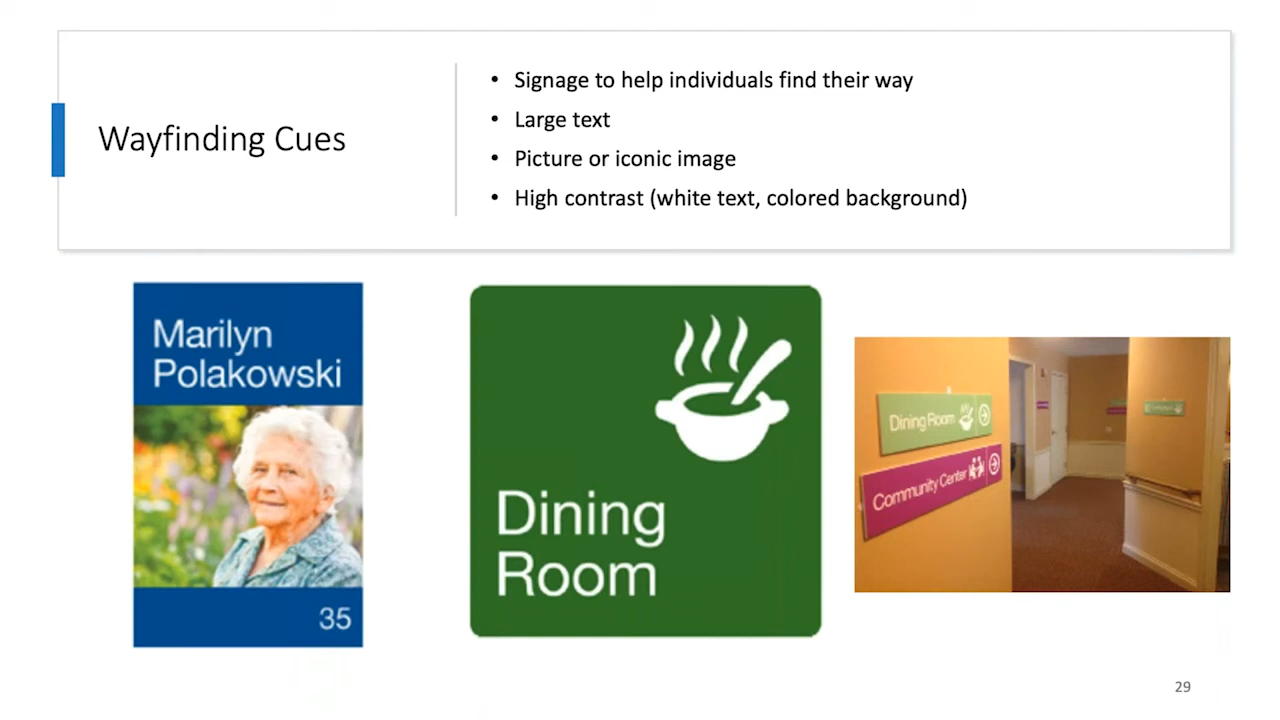 Wayfinding Cues
• Signage to help individuals find their way
• Large text
• Picture or iconic image
• High contrast (white text, colored background)
Marilyn
Polakowski
35
Dining
Room
Dining Room
Community Center
29